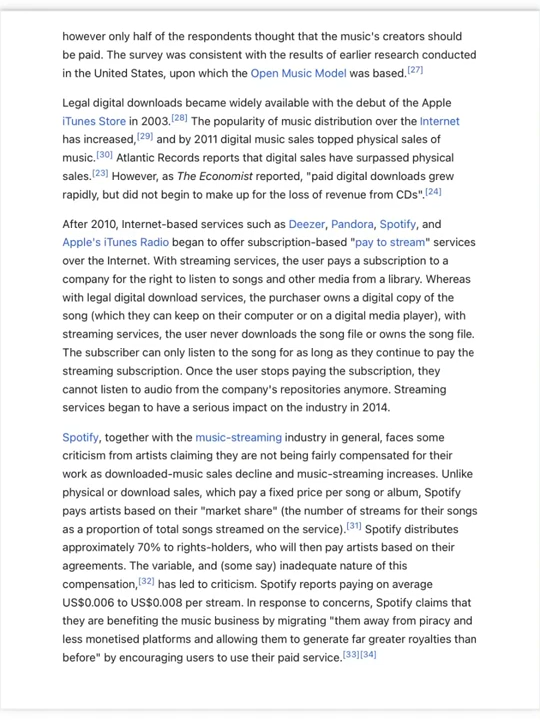 however only half of the respondents thought that the music's creators should
be paid. The survey was consistent with the results of earlier research conducted
in the United States, upon which the Open Music Model was based.[27]
Legal digital downloads became widely available with the debut of the Apple
iTunes Store in 2003.[28] The popularity of music distribution over the Internet
has increased,[29] and by 2011 digital music sales topped physical sales of
music.[30] Atlantic Records reports that digital sales have surpassed physical
sales.[23] However, as The Economist reported, "paid digital downloads grew
rapidly, but did not begin to make up for the loss of revenue from CDs".[24]
After 2010, Internet-based services such as Deezer, Pandora, Spotify, and
Apple's iTunes Radio began to offer subscription-based "pay to stream" services
over the Internet. With streaming services, the user pays a subscription to a
company for the right to listen to songs and other media from a library. Whereas
with legal digital download services, the purchaser owns a digital copy of the
song (which they can keep on their computer or on a digital media player), with
streaming services, the user never downloads the song file or owns the song file.
The subscriber can only listen to the song for as long as they continue to pay the
streaming subscription. Once the user stops paying the subscription, they
cannot listen to audio from the company's repositories anymore. Streaming
services began to have a serious impact on the industry in 2014.
Spotify, together with the music-streaming industry in general, faces some
criticism from artists claiming they are not being fairly compensated for their
work as downloaded-music sales decline and music-streaming increases. Unlike
physical or download sales, which pay a fixed price per song or album, Spotify
pays artists based on their "market share" (the number of streams for their songs
as a proportion of total songs streamed on the service).[31] Spotify distributes
approximately 70% to rights-holders, who will then pay artists based on their
agreements. The variable, and (some say) inadequate nature of this
compensation,[32] has led to criticism. Spotify reports paying on average
US$0.006 to US$0.008 per stream. In response to concerns, Spotify claims that
they are benefiting the music business by migrating "them away from piracy and
less monetised platforms and allowing them to generate far greater royalties than
before" by encouraging users to use their paid service.[33][34]